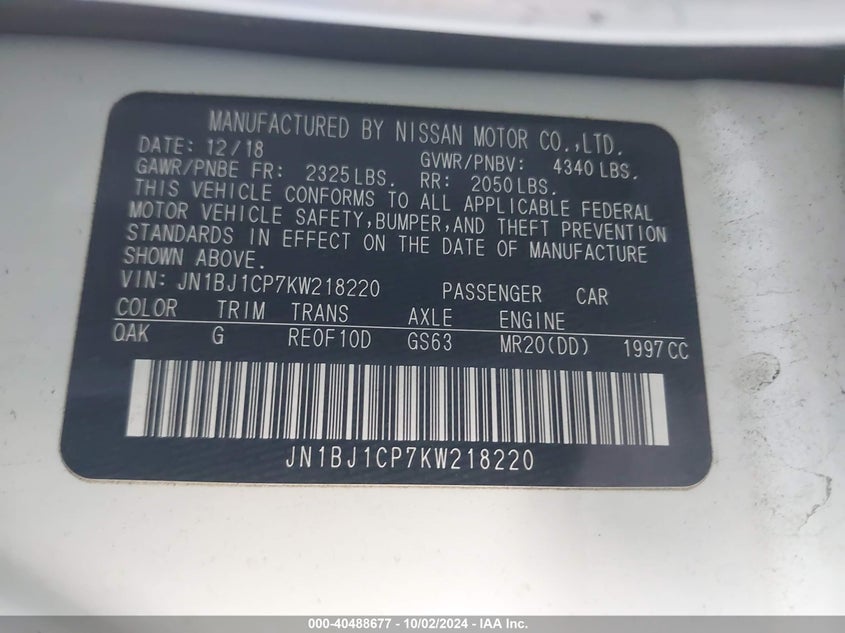 MANUFACTURED BY NISSAN MOTOR CO.,LTD.
DATE: 12/18 GVWR/PNBV: 4340 LBS.
GAWR/PNBE FR: 2325 LBS. RR: 2050 LBS.
THIS VEHICLE CONFORMS TO ALL APPLICABLE FEDERAL
MOTOR VEHICLE SAFETY,BUMPER,AND THEFT PREVENTION
STANDARDS IN EFFECT ON THE DATE OF MANUFACTURE
SHOWN ABOVE.
VIN: JN1BJ1CP7KW218220 PASSENGER CAR
COLOR TRIM TRANS AXLE ENGINE
QAK G RE0F10D GS63 MR20(DD) 1997CC
JN1BJ1CP7KW218220
000-40488677 - 10/02/2024 - IAA Inc.